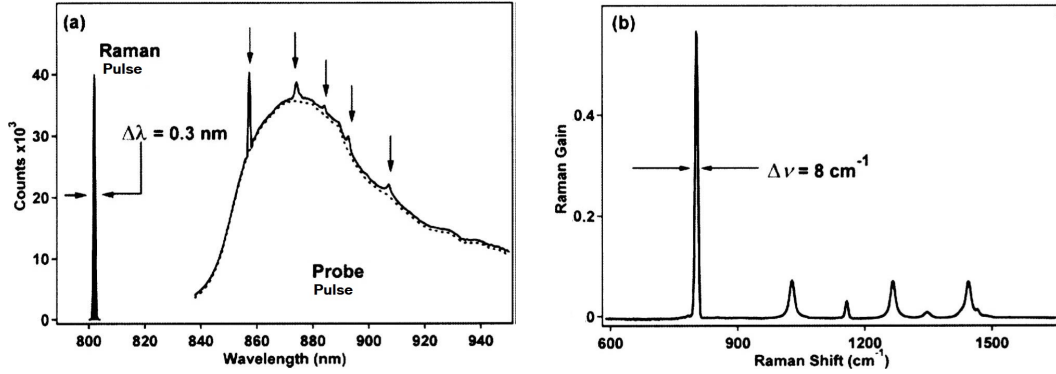 (a)
Raman
Pulse
Δλ = 0.3 nm
Probe
Pulse
Counts x10³
40
30
20
10
0
800 820 840 860 880 900 920 940
Wavelength (nm)
(b)
Δν = 8 cm⁻¹
Raman Gain
0.4
0.2
0
600 900 1200 1500
Raman Shift (cm⁻¹)